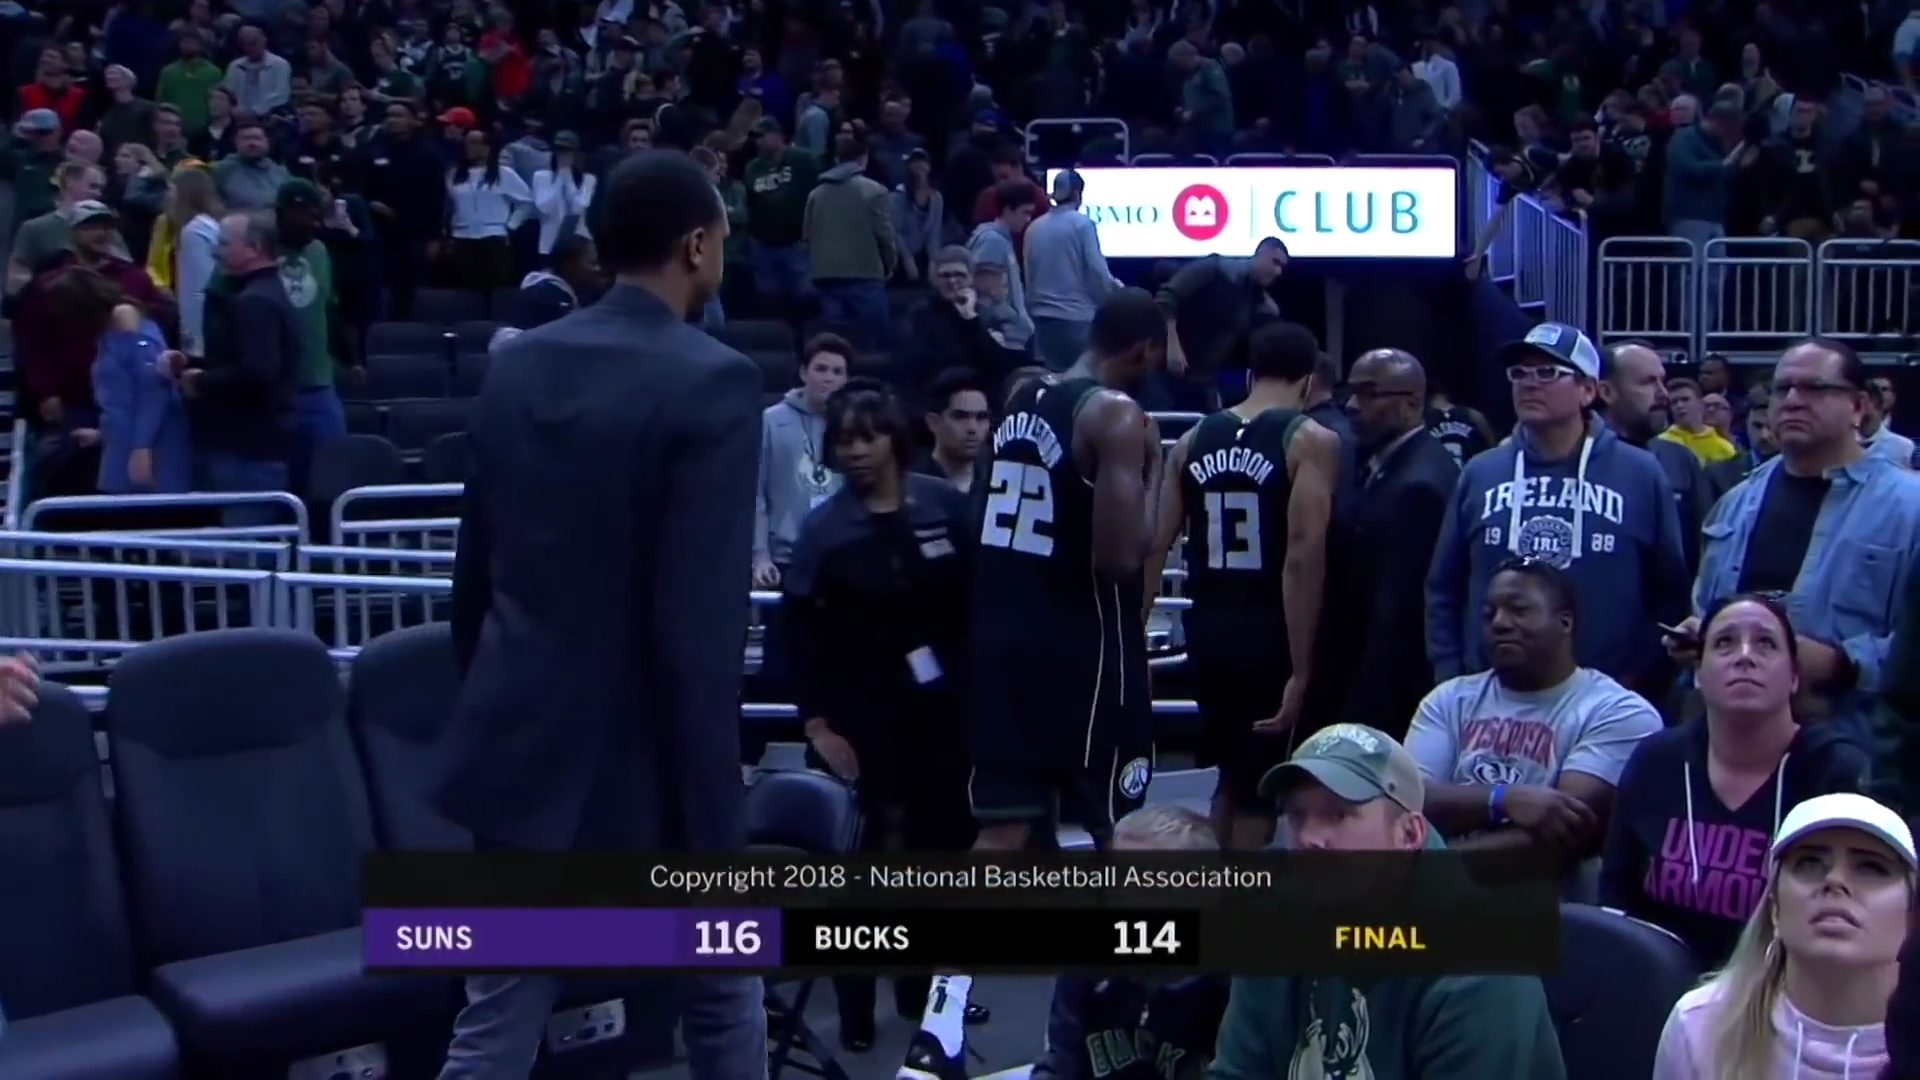 BMO CLUB
BUCKS
MIDDLETON
22
BROGDON
13
IRELAND
19 88
IRL
WISCONSIN
UNDER
ARMOUR
Copyright 2018 - National Basketball Association
SUNS 116 BUCKS 114 FINAL